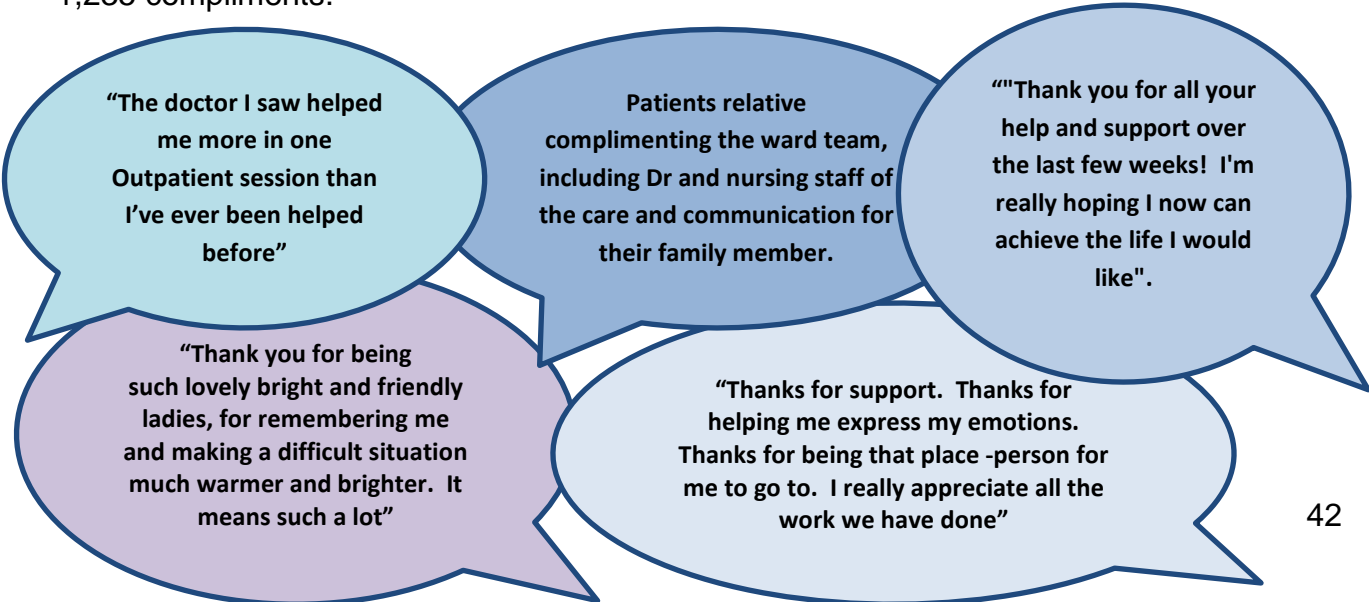 compliments.
“The doctor I saw helped
me more in one
Outpatient session than
I’ve ever been helped
before”
Patients relative
complimenting the ward team,
including Dr and nursing staff of
the care and communication for
their family member.
“"Thank you for all your
help and support over
the last few weeks!  I'm
really hoping I now can
achieve the life I would
like".
“Thank you for being
such lovely bright and friendly
ladies, for remembering me
and making a difficult situation
much warmer and brighter.  It
means such a lot”
“Thanks for support.  Thanks for
helping me express my emotions.
Thanks for being that place -person for
me to go to.  I really appreciate all the
work we have done”
42